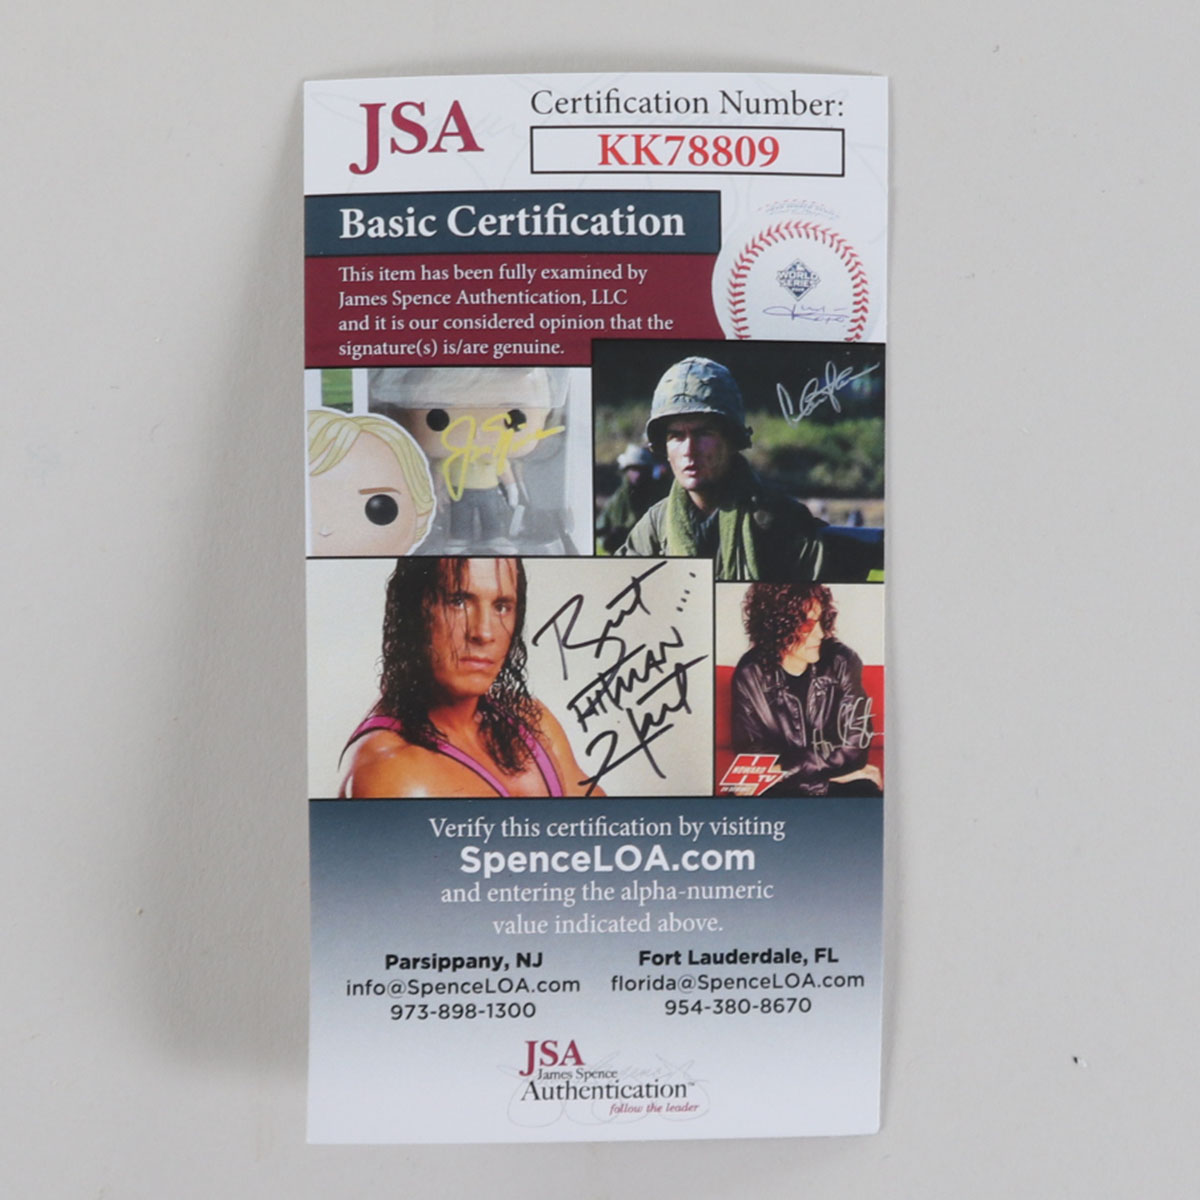 JSA
Certification Number:
KK78809
Basic Certification
This item has been fully examined by
James Spence Authentication, LLC
and it is our considered opinion that the
signature(s) is/are genuine.
WORLD
SERIES
Bret
HITMAN
Hart
HOWARD
TV
Verify this certification by visiting
SpenceLOA.com
and entering the alpha-numeric
value indicated above.
Parsippany, NJ
info@SpenceLOA.com
973-898-1300
Fort Lauderdale, FL
florida@SpenceLOA.com
954-380-8670
JSA
James Spence
Authentication™
follow the leader